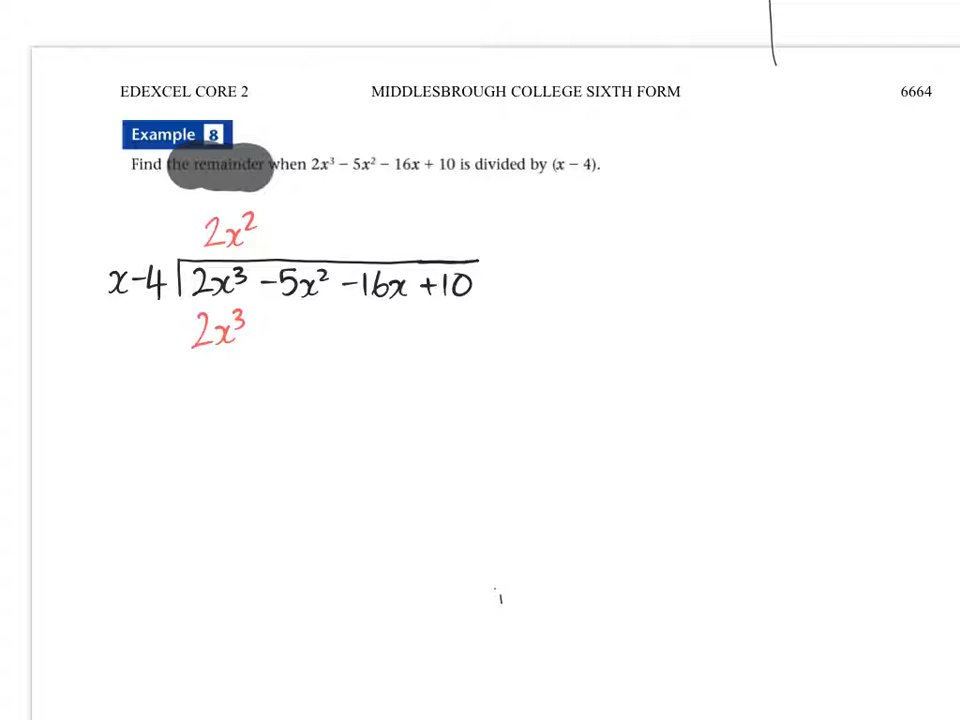 EDEXCEL CORE 2 MIDDLESBROUGH COLLEGE SIXTH FORM 6664
Example 8
Find the remainder when 2x³ − 5x² − 16x + 10 is divided by (x − 4).
2x²
x-4 2x³ -5x² -16x +10
2x³